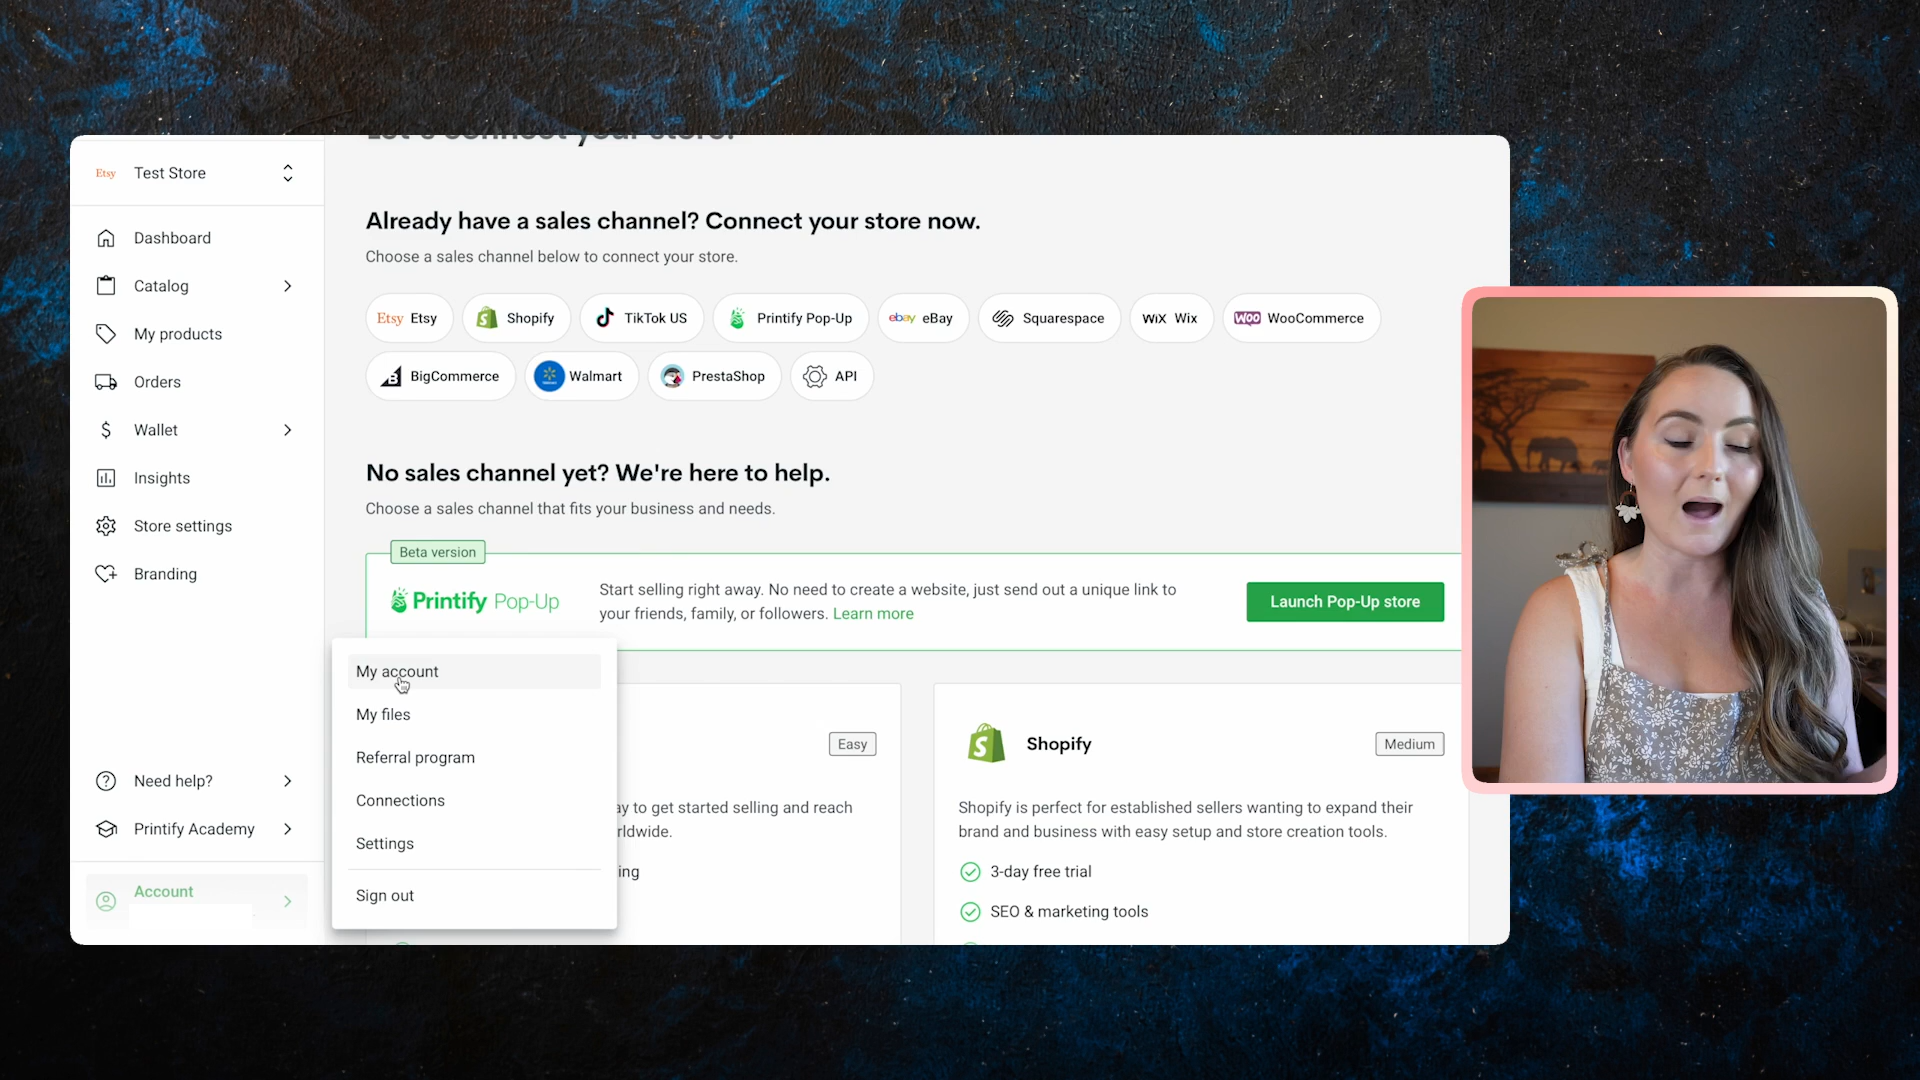 Let's connect your store!
Etsy Test Store
Dashboard
Catalog
My products
Orders
Wallet
Insights
Store settings
Branding
Need help?
Printify Academy
Account
Already have a sales channel? Connect your store now.
Choose a sales channel below to connect your store.
Etsy Etsy
Shopify
TikTok US
Printify Pop-Up
ebay eBay
Squarespace
WiX Wix
WOO WooCommerce
BigCommerce
Walmart
PrestaShop
API
No sales channel yet? We're here to help.
Choose a sales channel that fits your business and needs.
Beta version
Printify Pop-Up
Start selling right away. No need to create a website, just send out a unique link to
your friends, family, or followers. Learn more
Launch Pop-Up store
My account
My files
Referral program
Connections
Settings
Sign out
Easy
to get started selling and reach
Shopify
Medium
Shopify is perfect for established sellers wanting to expand their
brand and business with easy setup and store creation tools.
3-day free trial
SEO & marketing tools